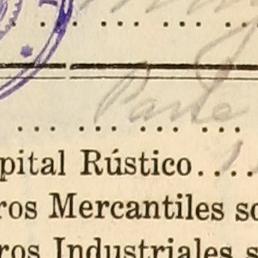 Parte
pital Rústico....
ros Mercantiles so
ros Industriales s